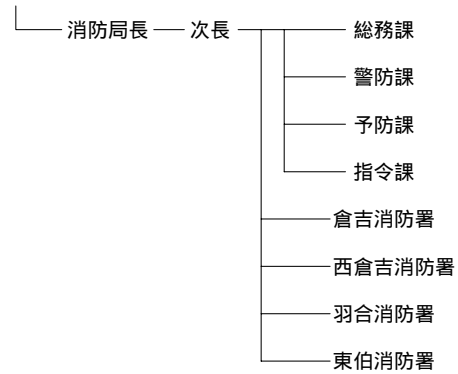 消防局長 次長 総務課
警防課
予防課
指令課
倉吉消防署
西倉吉消防署
羽合消防署
東伯消防署